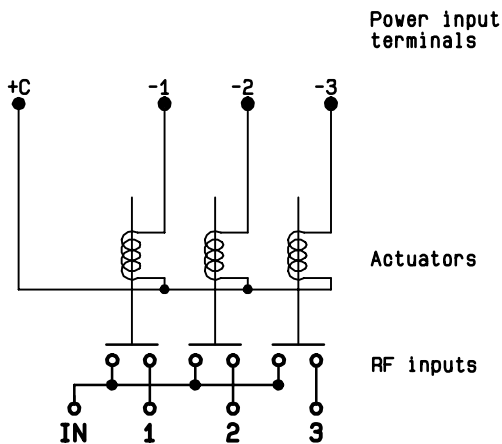 Power input
terminals
+C -1 -2 -3
Actuators
RF inputs
IN 1 2 3